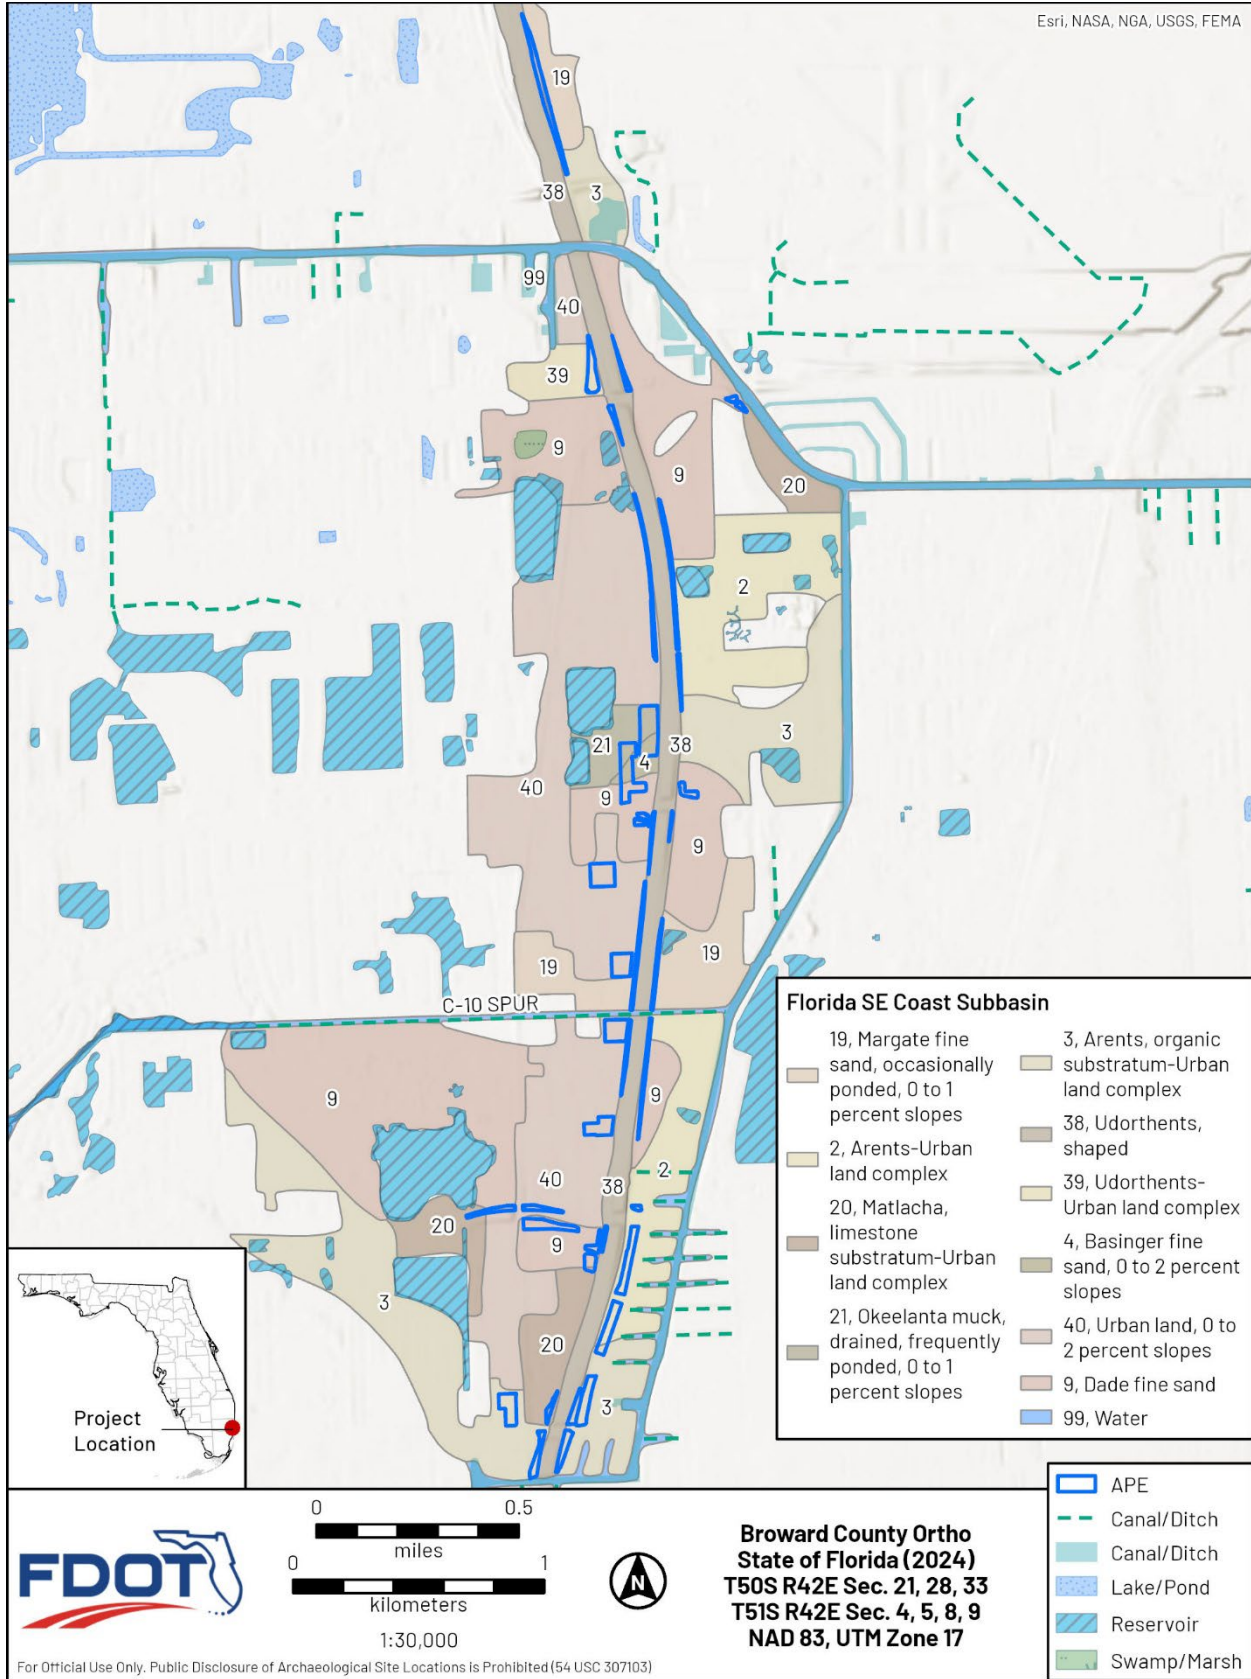 Esri, NASA, NGA, USGS, FEMA
19
38
3
99
40
39
9
9
20
2
21
38
3
4
40
9
9
19
19
C-10 SPUR
9
9
2
40
38
20
9
3
20
3
Florida SE Coast Subbasin
19, Margate fine
sand, occasionally
ponded, 0 to 1
percent slopes
2, Arents-Urban
land complex
20, Matlacha,
limestone
substratum-Urban
land complex
21, Okeelanta muck,
drained, frequently
ponded, 0 to 1
percent slopes
3, Arents, organic
substratum-Urban
land complex
38, Udorthents,
shaped
39, Udorthents-
Urban land complex
4, Basinger fine
sand, 0 to 2 percent
slopes
40, Urban land, 0 to
2 percent slopes
9, Dade fine sand
99, Water
Project
Location
APE
Canal/Ditch
Canal/Ditch
Lake/Pond
Reservoir
Swamp/Marsh
FDOT
0 0.5
miles
0 1
kilometers
1:30,000
N
Broward County Ortho
State of Florida (2024)
T50S R42E Sec. 21, 28, 33
T51S R42E Sec. 4, 5, 8, 9
NAD 83, UTM Zone 17
For Official Use Only. Public Disclosure of Archaeological Site Locations is Prohibited (54 USC 307103)